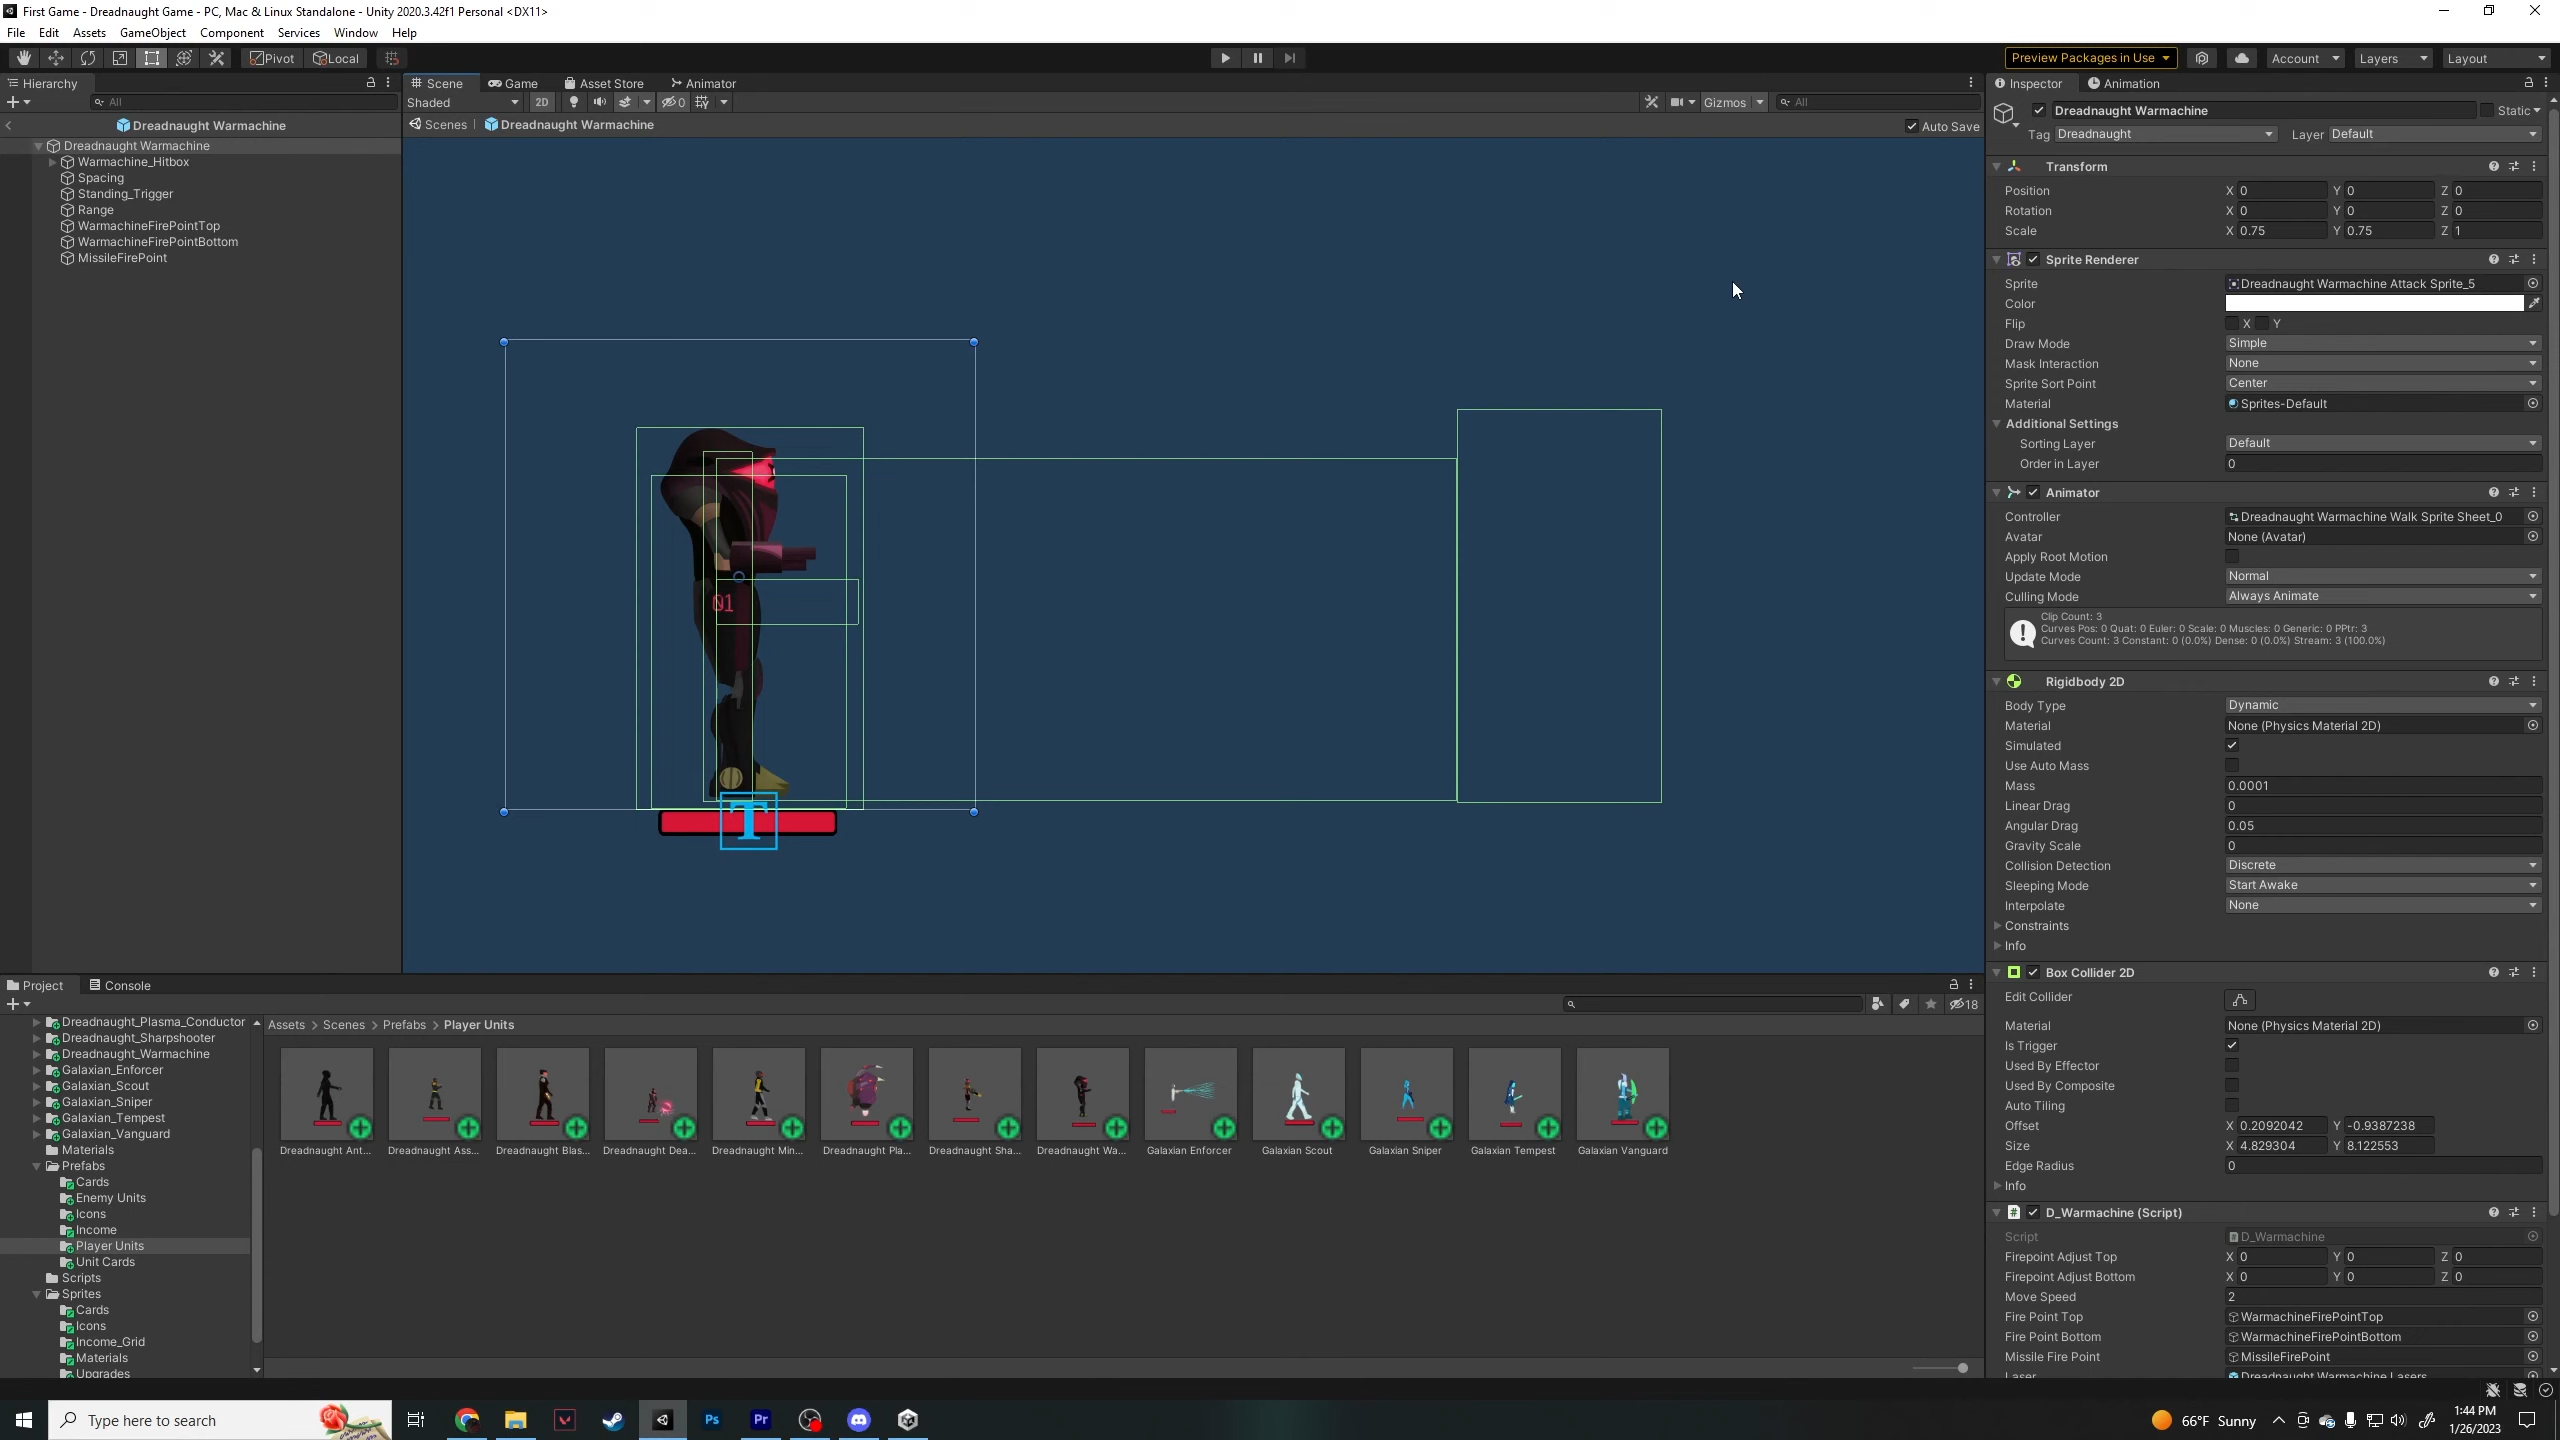 First Game - Dreadnaught Game - PC, Mac & Linux Standalone - Unity 2020.3.42f1 Personal <DX11>
File Edit Assets GameObject Component Services Window Help
Pivot Local Preview Packages in Use Account Layers Layout
Hierarchy
All
Dreadnaught Warmachine
Dreadnaught Warmachine
Warmachine_Hitbox
Spacing
Standing_Trigger
Range
WarmachineFirePointTop
WarmachineFirePointBottom
MissileFirePoint
Scene Game Asset Store Animator
Shaded 2D 0 Gizmos All
Scenes Dreadnaught Warmachine Auto Save
01
T
Inspector Animation
Dreadnaught Warmachine Static
Tag Dreadnaught Layer Default
Transform
Position X 0 Y 0 Z 0
Rotation X 0 Y 0 Z 0
Scale X 0.75 Y 0.75 Z 1
Sprite Renderer
Sprite Dreadnaught Warmachine Attack Sprite_5
Color
Flip X Y
Draw Mode Simple
Mask Interaction None
Sprite Sort Point Center
Material Sprites-Default
Additional Settings
Sorting Layer Default
Order in Layer 0
Animator
Controller Dreadnaught Warmachine Walk Sprite Sheet_0
Avatar None (Avatar)
Apply Root Motion
Update Mode Normal
Culling Mode Always Animate
Clip Count: 3
Curves Pos: 0 Quat: 0 Euler: 0 Scale: 0 Muscles: 0 Generic: 0 PPtr: 3
Curves Count: 3 Constant: 0 (0.0%) Dense: 0 (0.0%) Stream: 3 (100.0%)
Rigidbody 2D
Body Type Dynamic
Material None (Physics Material 2D)
Simulated
Use Auto Mass
Mass 0.0001
Linear Drag 0
Angular Drag 0.05
Gravity Scale 0
Collision Detection Discrete
Sleeping Mode Start Awake
Interpolate None
Constraints
Info
Box Collider 2D
Edit Collider
Material None (Physics Material 2D)
Is Trigger
Used By Effector
Used By Composite
Auto Tiling
Offset X 0.2092042 Y -0.9387238
Size X 4.829304 Y 8.122553
Edge Radius 0
Info
D_Warmachine (Script)
Script D_Warmachine
Firepoint Adjust Top X 0 Y 0 Z 0
Firepoint Adjust Bottom X 0 Y 0 Z 0
Move Speed 2
Fire Point Top WarmachineFirePointTop
Fire Point Bottom WarmachineFirePointBottom
Missile Fire Point MissileFirePoint
Laser Dreadnaught Warmachine Lasers
Project Console
18
Dreadnaught_Plasma_Conductor
Dreadnaught_Sharpshooter
Dreadnaught_Warmachine
Galaxian_Enforcer
Galaxian_Scout
Galaxian_Sniper
Galaxian_Tempest
Galaxian_Vanguard
Materials
Prefabs
Cards
Enemy Units
Icons
Income
Player Units
Unit Cards
Scripts
Sprites
Cards
Icons
Income_Grid
Materials
Upgrades
Assets > Scenes > Prefabs > Player Units
Dreadnaught Ant... Dreadnaught Ass... Dreadnaught Blas... Dreadnaught Dea... Dreadnaught Min... Dreadnaught Pla... Dreadnaught Sha... Dreadnaught Wa... Galaxian Enforcer Galaxian Scout Galaxian Sniper Galaxian Tempest Galaxian Vanguard
Type here to search
Ps Pr
66°F Sunny
1:44 PM
1/26/2023